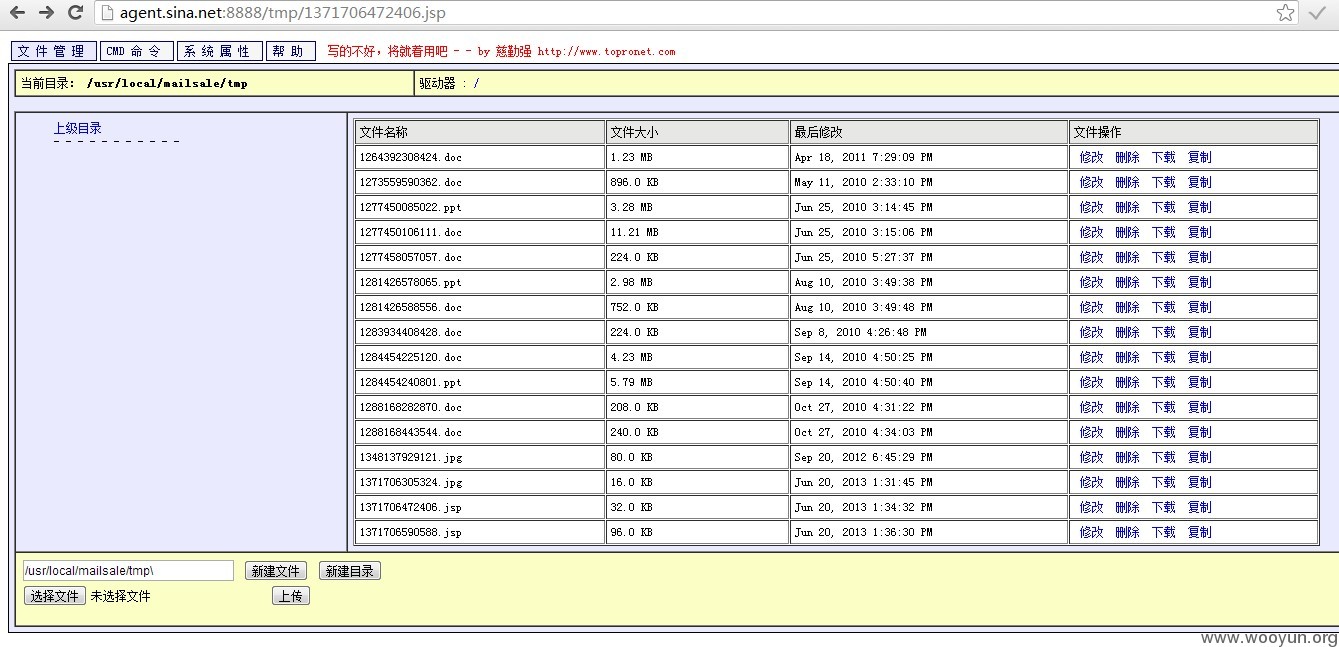 agent.sina.net:8888/tmp/1371706472406.jsp
文 件 管 理 CMD 命 令 系 统 属 性 帮 助 写的不好，将就着用吧 - - by 慈勤强 http://www.topronet.com
当前目录： /usr/local/mailsale/tmp 驱动器 : /
上级目录
- - - - - - - - - - -
文件名称 文件大小 最后修改 文件操作
1264392308424.doc 1.23 MB Apr 18, 2011 7:29:09 PM 修改 删除 下载 复制
1273559590362.doc 896.0 KB May 11, 2010 2:33:10 PM 修改 删除 下载 复制
1277450085022.ppt 3.28 MB Jun 25, 2010 3:14:45 PM 修改 删除 下载 复制
1277450106111.doc 11.21 MB Jun 25, 2010 3:15:06 PM 修改 删除 下载 复制
1277458057057.doc 224.0 KB Jun 25, 2010 5:27:37 PM 修改 删除 下载 复制
1281426578065.ppt 2.98 MB Aug 10, 2010 3:49:38 PM 修改 删除 下载 复制
1281426588556.doc 752.0 KB Aug 10, 2010 3:49:48 PM 修改 删除 下载 复制
1283934408428.doc 224.0 KB Sep 8, 2010 4:26:48 PM 修改 删除 下载 复制
1284454225120.doc 4.23 MB Sep 14, 2010 4:50:25 PM 修改 删除 下载 复制
1284454240801.ppt 5.79 MB Sep 14, 2010 4:50:40 PM 修改 删除 下载 复制
1288168282870.doc 208.0 KB Oct 27, 2010 4:31:22 PM 修改 删除 下载 复制
1288168443544.doc 240.0 KB Oct 27, 2010 4:34:03 PM 修改 删除 下载 复制
1348137929121.jpg 80.0 KB Sep 20, 2012 6:45:29 PM 修改 删除 下载 复制
1371706305324.jpg 16.0 KB Jun 20, 2013 1:31:45 PM 修改 删除 下载 复制
1371706472406.jsp 32.0 KB Jun 20, 2013 1:34:32 PM 修改 删除 下载 复制
1371706590588.jsp 96.0 KB Jun 20, 2013 1:36:30 PM 修改 删除 下载 复制
/usr/local/mailsale/tmp\ 新建文件 新建目录
选择文件 未选择文件 上传
www.wooyun.org